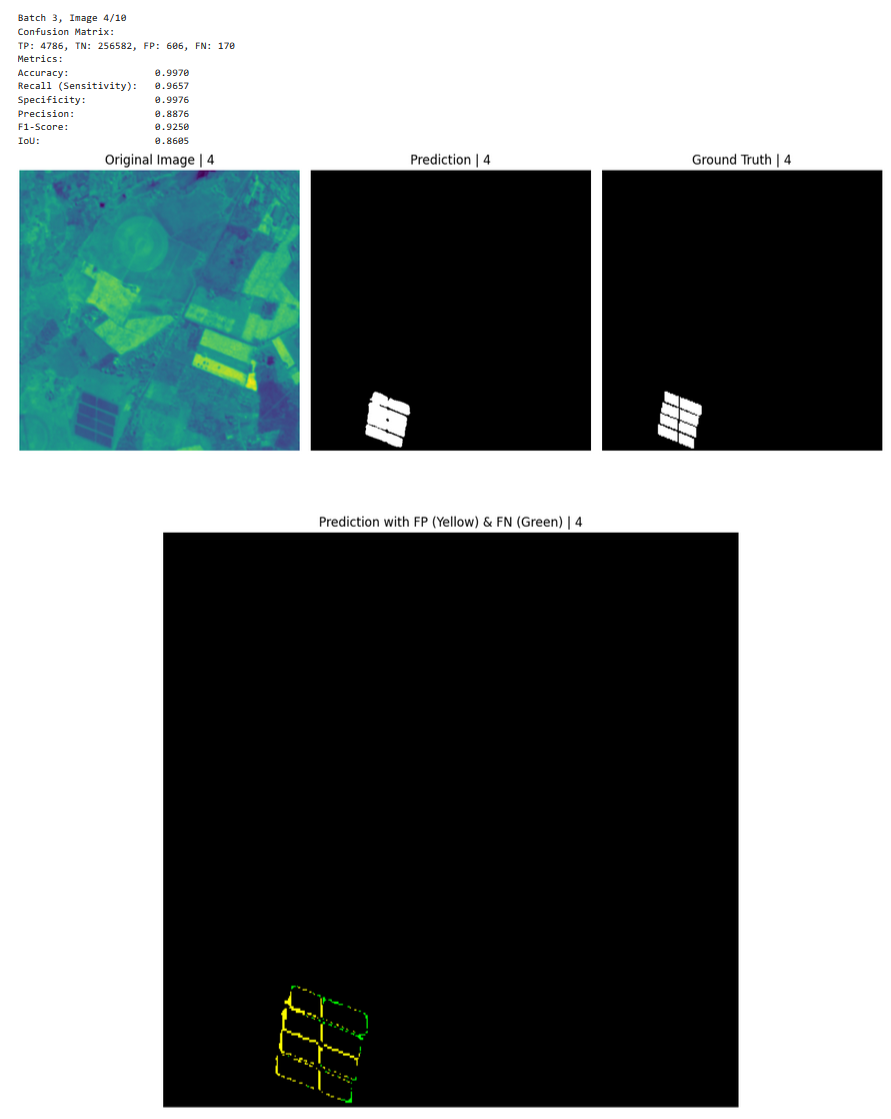 Batch 3, Image 4/10
Confusion Matrix:
TP: 4786, TN: 256582, FP: 606, FN: 170
Metrics:
Accuracy: 0.9970
Recall (Sensitivity): 0.9657
Specificity: 0.9976
Precision: 0.8876
F1-Score: 0.9250
IoU: 0.8605
Original Image | 4
Prediction | 4
Ground Truth | 4
Prediction with FP (Yellow) & FN (Green) | 4